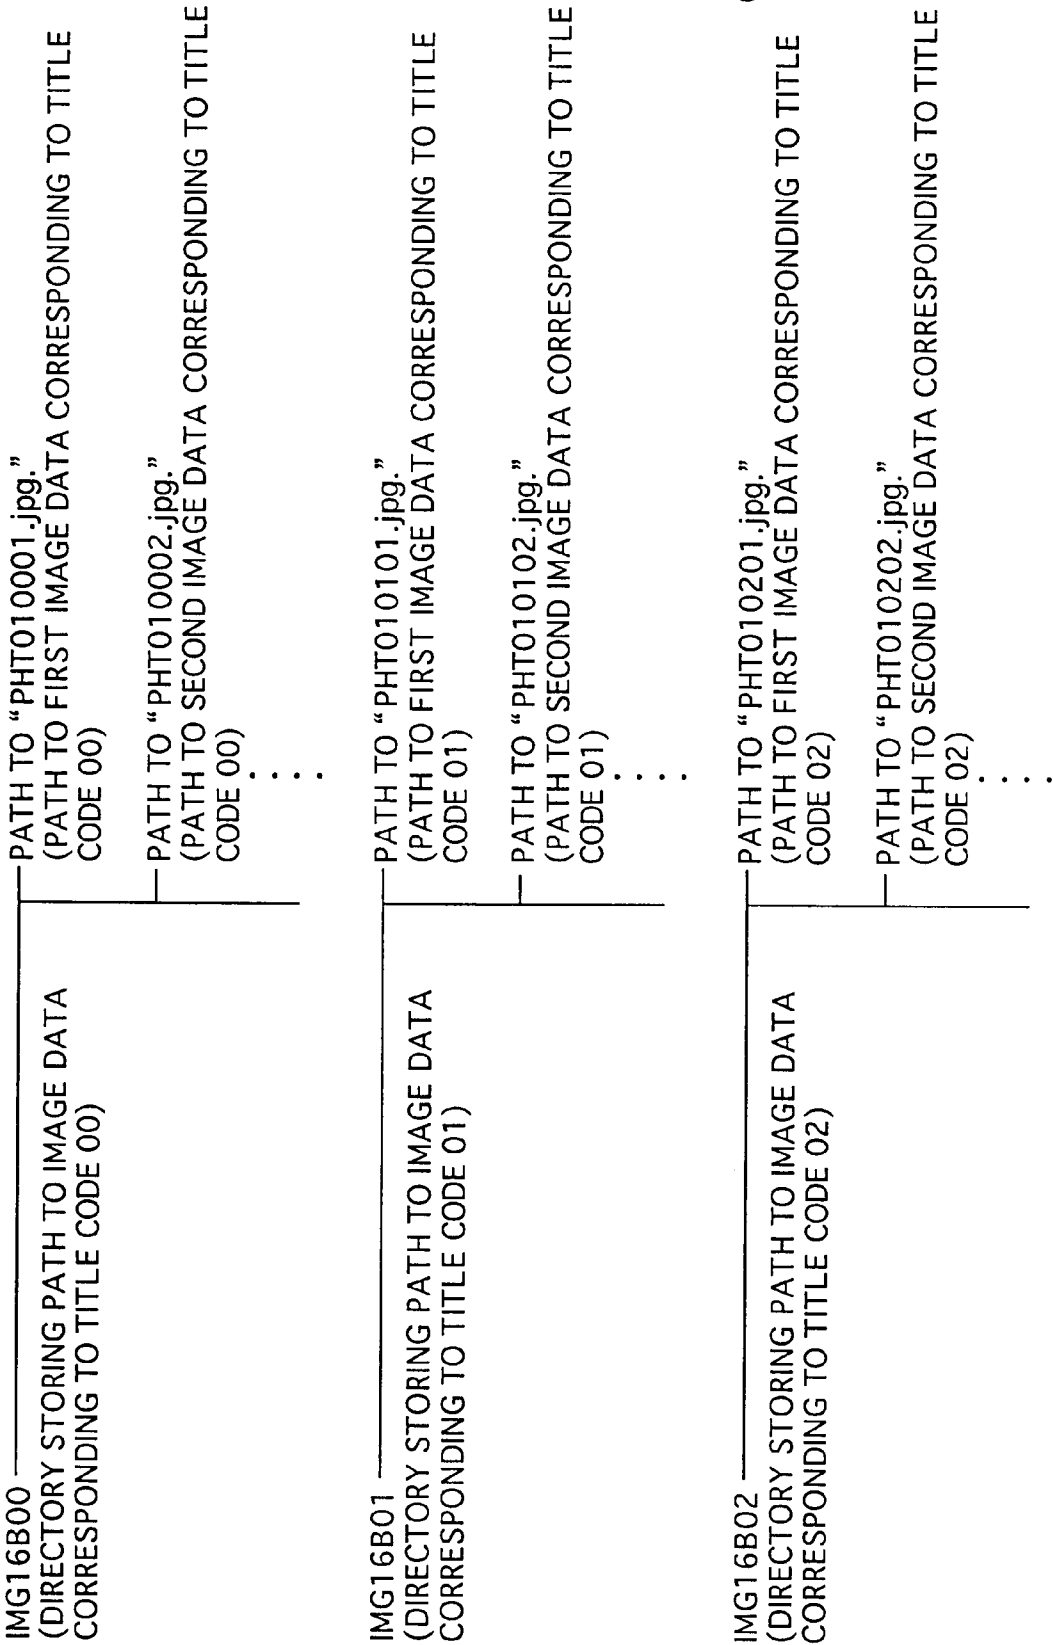 IMG16B00
(DIRECTORY STORING PATH TO IMAGE DATA
CORRESPONDING TO TITLE CODE 00)
PATH TO “PHT010001.jpg.”
(PATH TO FIRST IMAGE DATA CORRESPONDING TO TITLE
CODE 00)
PATH TO “PHT010002.jpg.”
(PATH TO SECOND IMAGE DATA CORRESPONDING TO TITLE
CODE 00)
. . . .
IMG16B01
(DIRECTORY STORING PATH TO IMAGE DATA
CORRESPONDING TO TITLE CODE 01)
PATH TO “PHT010101.jpg.”
(PATH TO FIRST IMAGE DATA CORRESPONDING TO TITLE
CODE 01)
PATH TO “PHT010102.jpg.”
(PATH TO SECOND IMAGE DATA CORRESPONDING TO TITLE
CODE 01)
. . . .
IMG16B02
(DIRECTORY STORING PATH TO IMAGE DATA
CORRESPONDING TO TITLE CODE 02)
PATH TO “PHT010201.jpg.”
(PATH TO FIRST IMAGE DATA CORRESPONDING TO TITLE
CODE 02)
PATH TO “PHT010202.jpg.”
(PATH TO SECOND IMAGE DATA CORRESPONDING TO TITLE
CODE 02)
. . . .